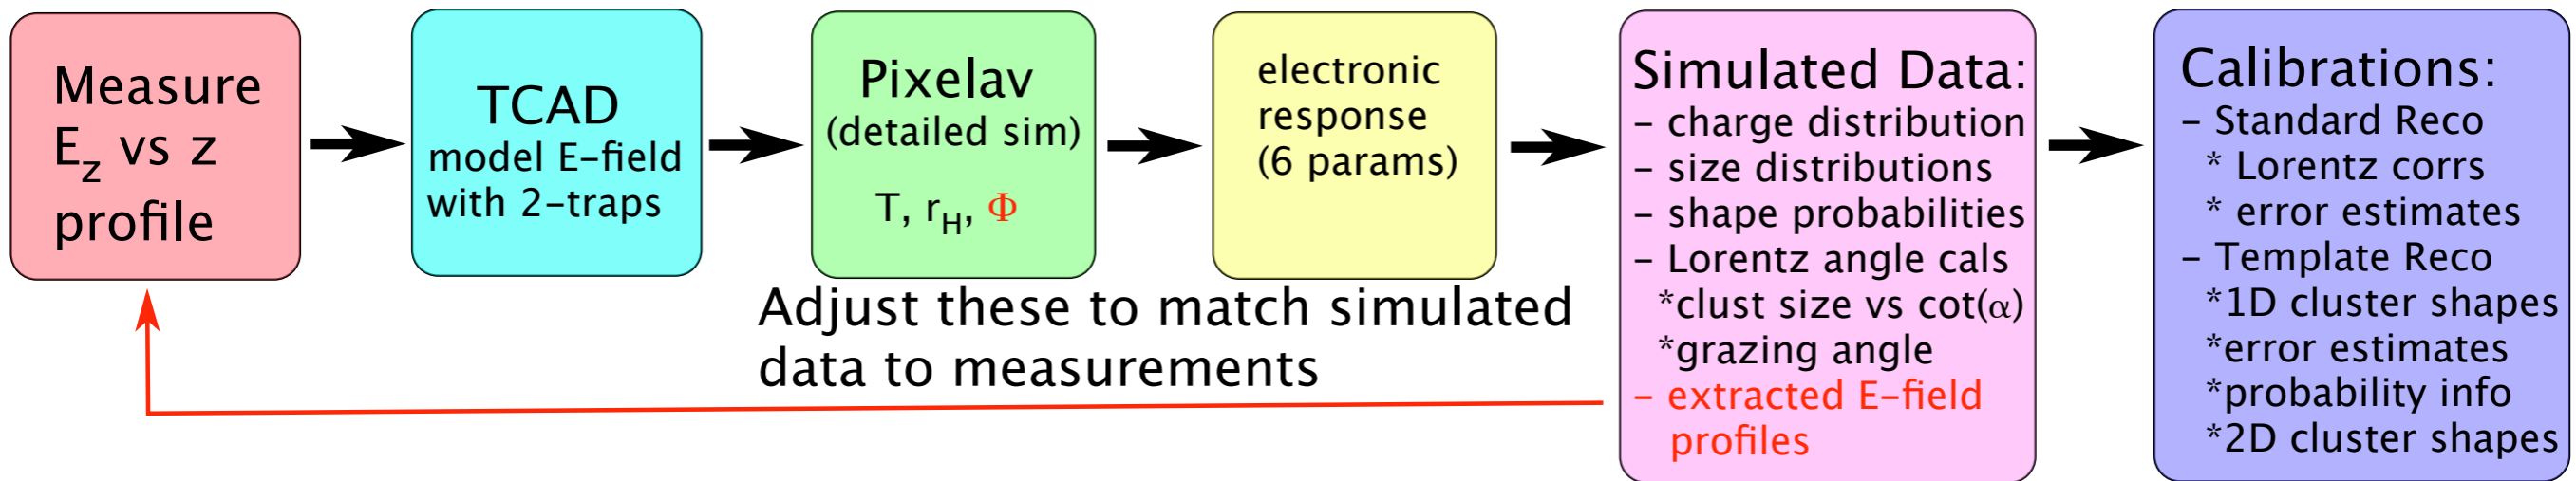 Measure
E_z vs z
profile
TCAD
model E-field
with 2-traps
Pixelav
(detailed sim)
T, r_H, Φ
electronic
response
(6 params)
Adjust these to match simulated
data to measurements
Simulated Data:
- charge distribution
- size distributions
- shape probabilities
- Lorentz angle cals
*clust size vs cot(α)
*grazing angle
- extracted E-field
profiles
Calibrations:
- Standard Reco
* Lorentz corrs
* error estimates
- Template Reco
*1D cluster shapes
*error estimates
*probability info
*2D cluster shapes